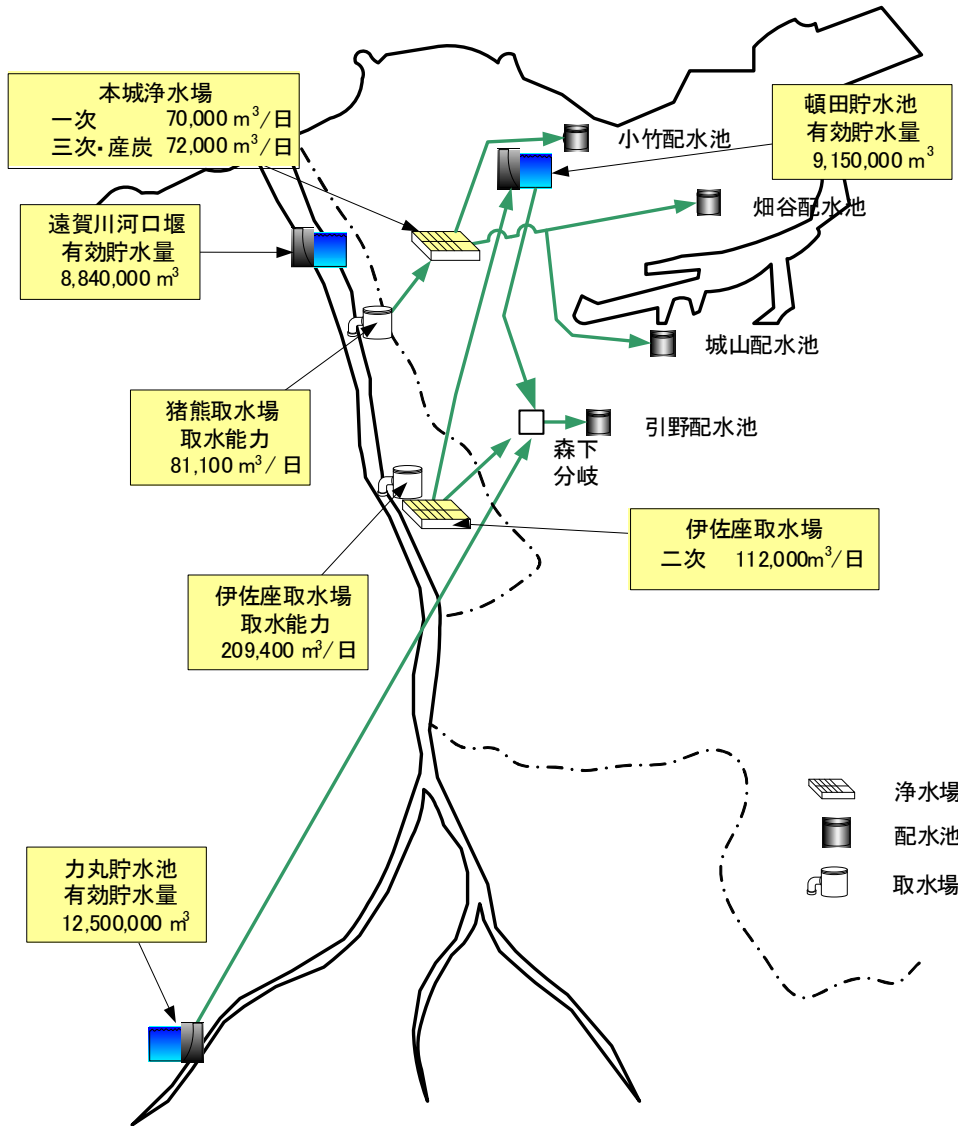 本城浄水場
一次 70,000 m³/日
三次・産炭 72,000 m³/日
頓田貯水池
有効貯水量
9,150,000 m³
小竹配水池
畑谷配水池
遠賀川河口堰
有効貯水量
8,840,000 m³
城山配水池
猪熊取水場
取水能力
81,100 m³/日
引野配水池
森下
分岐
伊佐座取水場
二次 112,000m³/日
伊佐座取水場
取水能力
209,400 m³/日
浄水場
配水池
取水場
力丸貯水池
有効貯水量
12,500,000 m³